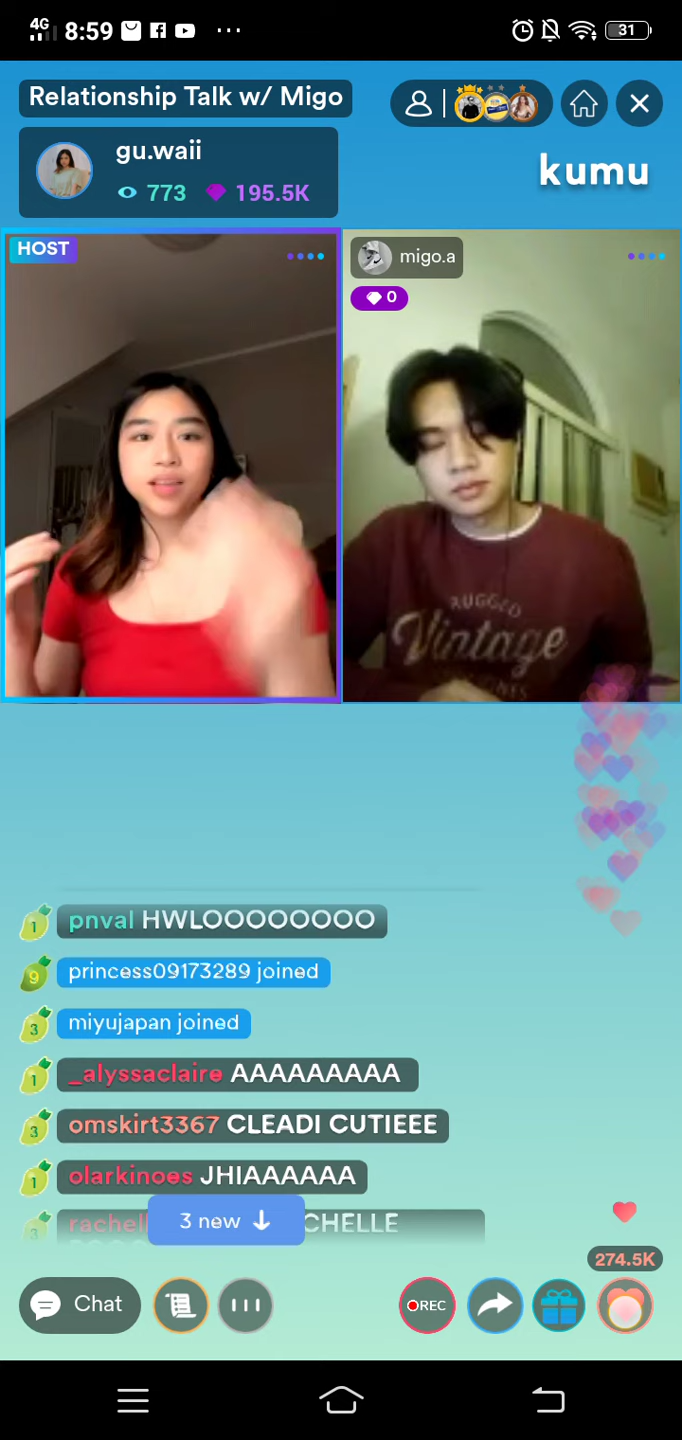 4G 8:59 31
Relationship Talk w/ Migo
gu.waii
773 195.5K
kumu
HOST
migo.a
0
RUGGED
Vintage
1 pnval HWLOOOOOOOO
9 princess09173289 joined
3 miyujapan joined
1 _alyssaclaire AAAAAAAAA
3 omskirt3367 CLEADI CUTIEEE
1 olarkinoes JHIAAAAAA
3 new
3
274.5K
Chat
REC